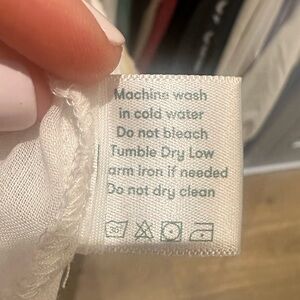 Machine wash
in cold water
Do not bleach
Tumble Dry Low
arm iron if needed
Do not dry clean
30°